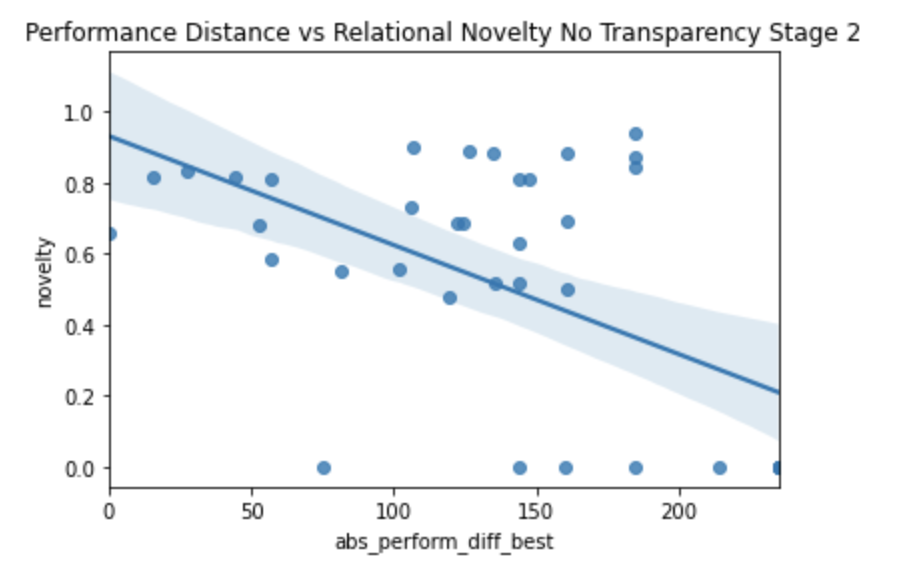 Performance Distance vs Relational Novelty No Transparency Stage 2
1.0
0.8
0.6
0.4
0.2
0.0
novelty
0 50 100 150 200
abs_perform_diff_best